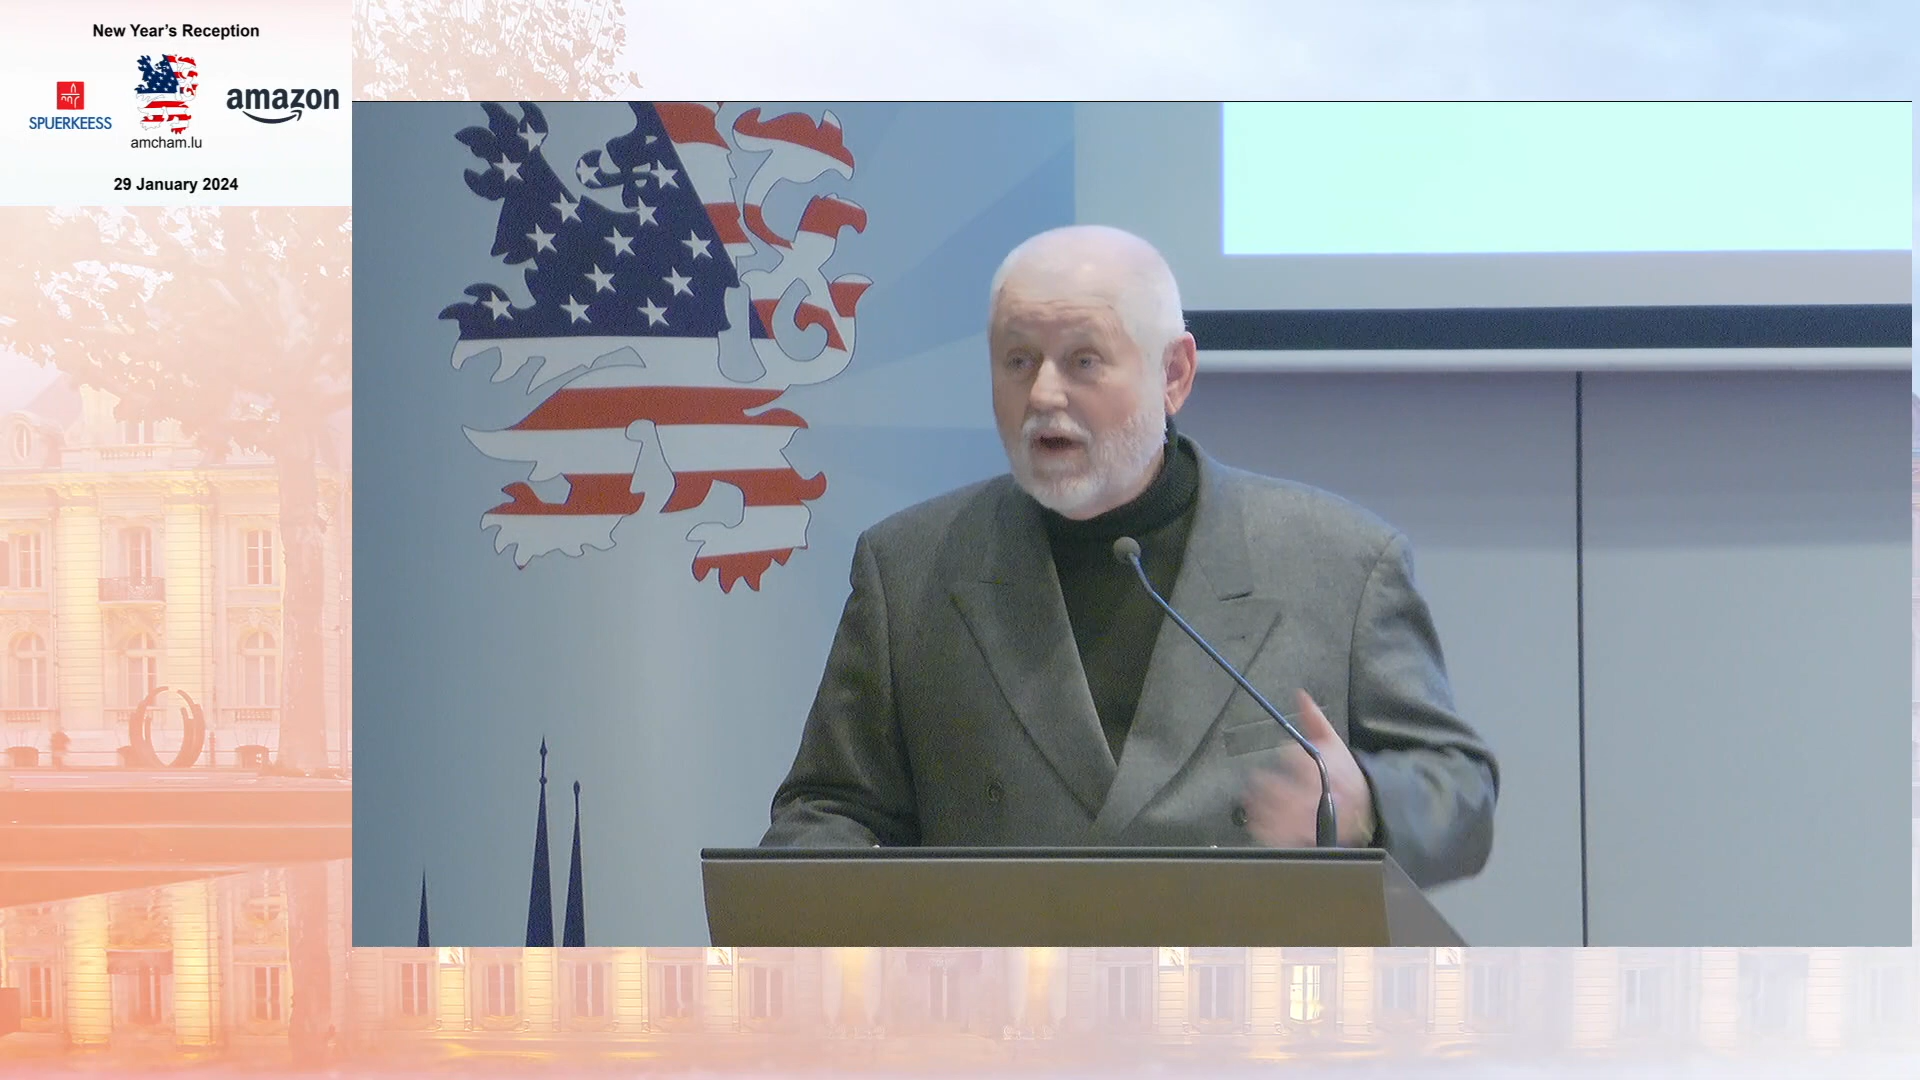 New Year's Reception
SPUERKEESS
amcham.lu
amazon
29 January 2024